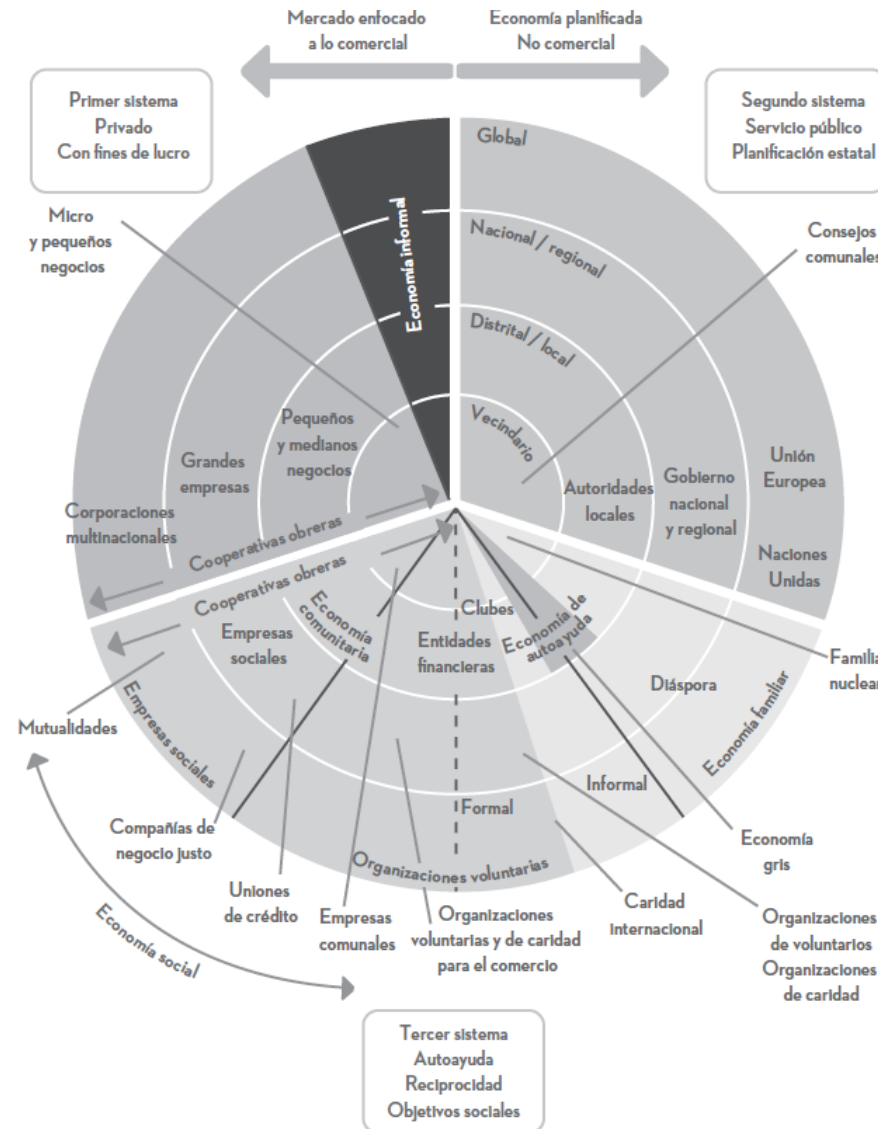 Mercado enfocado
a lo comercial
Economía planificada
No comercial
Primer sistema
Privado
Con fines de lucro
Segundo sistema
Servicio público
Planificación estatal
Global
Micro
y pequeños
negocios
Economía informal
Nacional / regional
Consejos
comunales
Distrital / local
Vecindario
Pequeños
y medianos
negocios
Grandes
empresas
Corporaciones
multinacionales
Autoridades
locales
Gobierno
nacional
y regional
Unión
Europea
Naciones
Unidas
Cooperativas obreras
Cooperativas obreras
Economía
comunitaria
Clubes
Entidades
financieras
Economía de
autoayuda
Empresas
sociales
Familia
nuclear
Diáspora
Economía familiar
Mutualidades
Empresas sociales
Informal
Formal
Compañías de
negocio justo
Organizaciones voluntarias
Economía
gris
Uniones
de crédito
Empresas
comunales
Organizaciones
voluntarias y de caridad
para el comercio
Caridad
internacional
Organizaciones
de voluntarios
Organizaciones
de caridad
Economía social
Tercer sistema
Autoayuda
Reciprocidad
Objetivos sociales